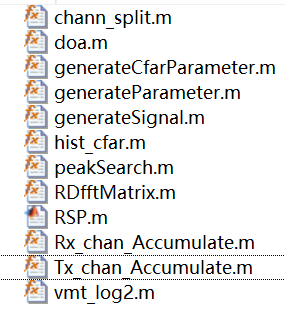 chann_split.m
doa.m
generateCfarParameter.m
generateParameter.m
generateSignal.m
hist_cfar.m
peakSearch.m
RDfftMatrix.m
RSP.m
Rx_chan_Accumulate.m
Tx_chan_Accumulate.m
vmt_log2.m